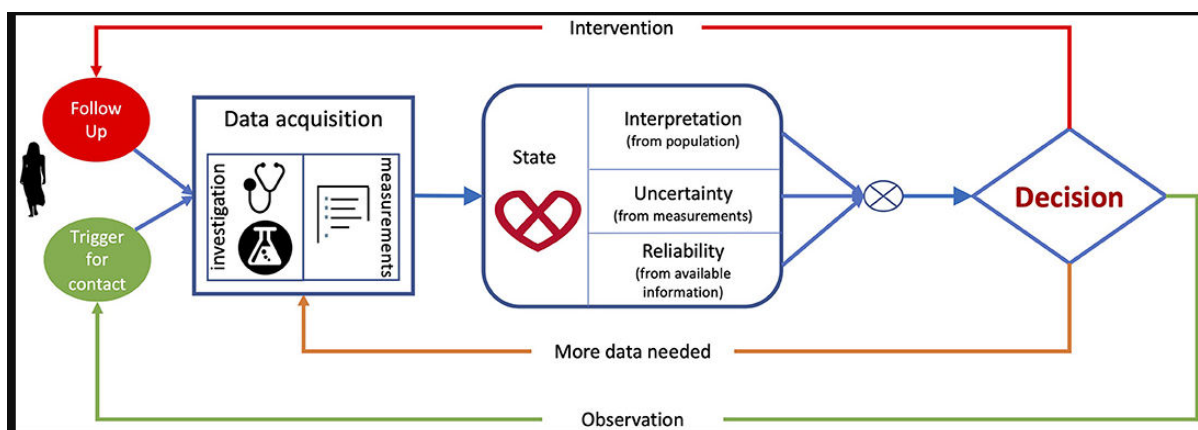 Intervention
Follow
Up
Data acquisition
investigation
measurements
State
Interpretation
(from population)
Uncertainty
(from measurements)
Reliability
(from available
information)
Decision
Trigger
for
contact
More data needed
Observation